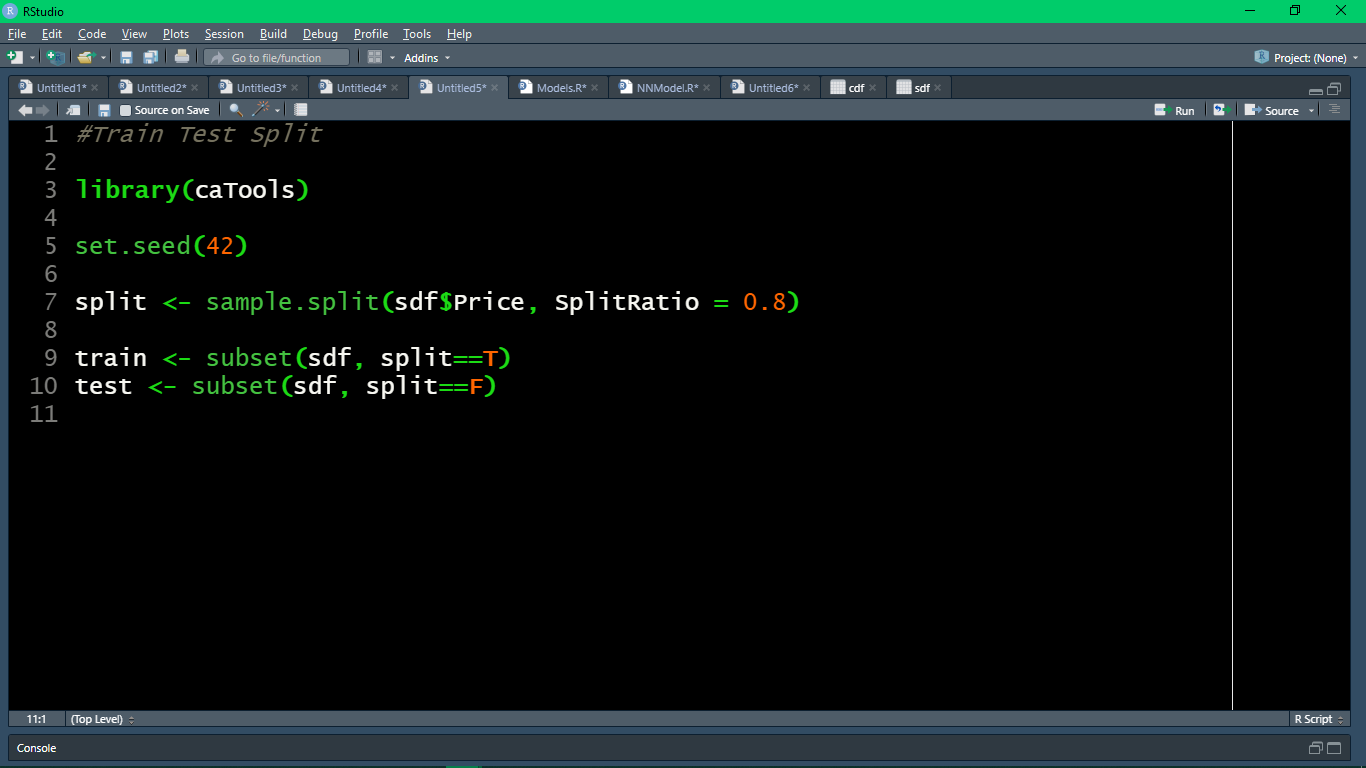 RStudio
File Edit Code View Plots Session Build Debug Profile Tools Help
Go to file/function Addins Project: (None)
Untitled1* Untitled2* Untitled3* Untitled4* Untitled5* Models.R* NNModel.R* Untitled6* cdf sdf
Source on Save Run Source
1 #Train Test Split
2
3 library(caTools)
4
5 set.seed(42)
6
7 split <- sample.split(sdf$Price, SplitRatio = 0.8)
8
9 train <- subset(sdf, split==T)
10 test <- subset(sdf, split==F)
11
11:1 (Top Level) R Script
Console